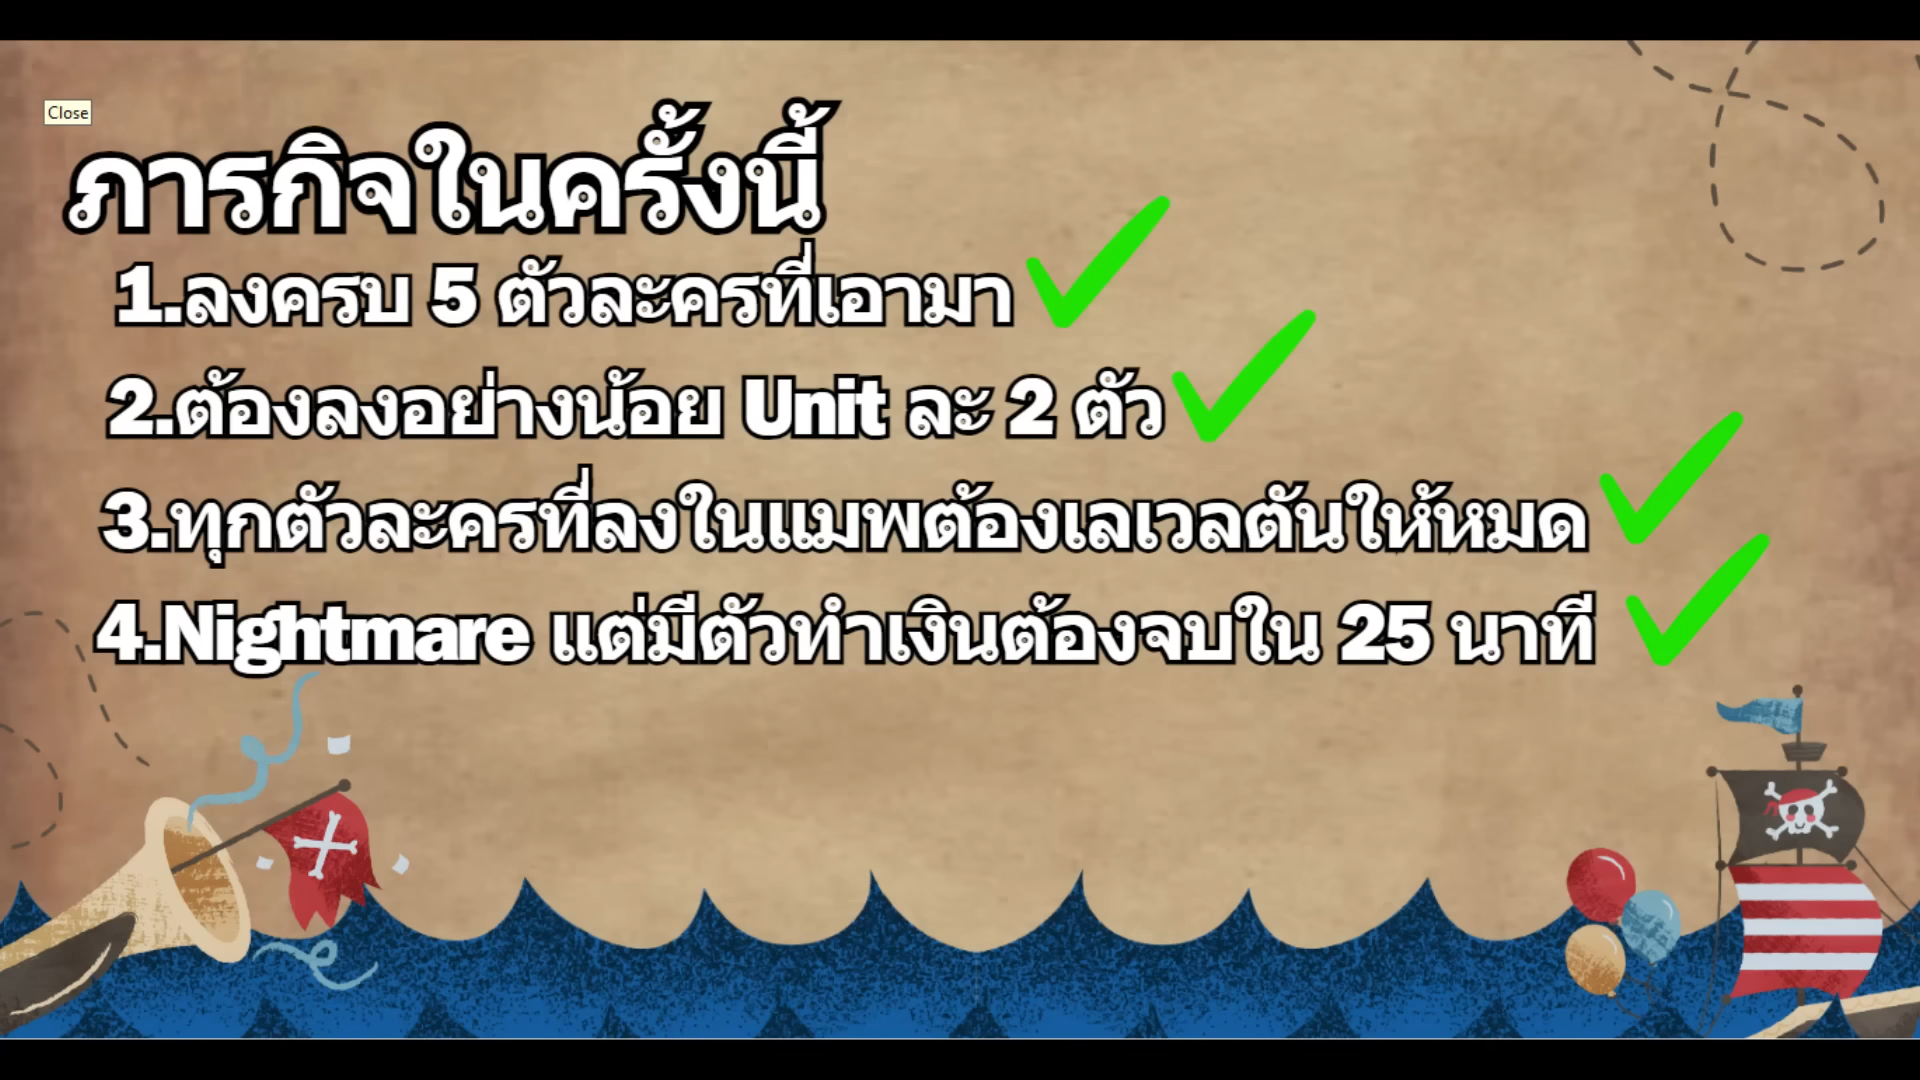 Close
ภารกิจในครั้งนี้
1.ลงครบ 5 ตัวละครที่เอามา
2.ต้องลงอย่างน้อย Unit ละ 2 ตัว
3.ทุกตัวละครที่ลงในแมพต้องเลเวลตันให้หมด
4.Nightmare แต่มีตัวทำเงินต้องจบใน 25 นาที